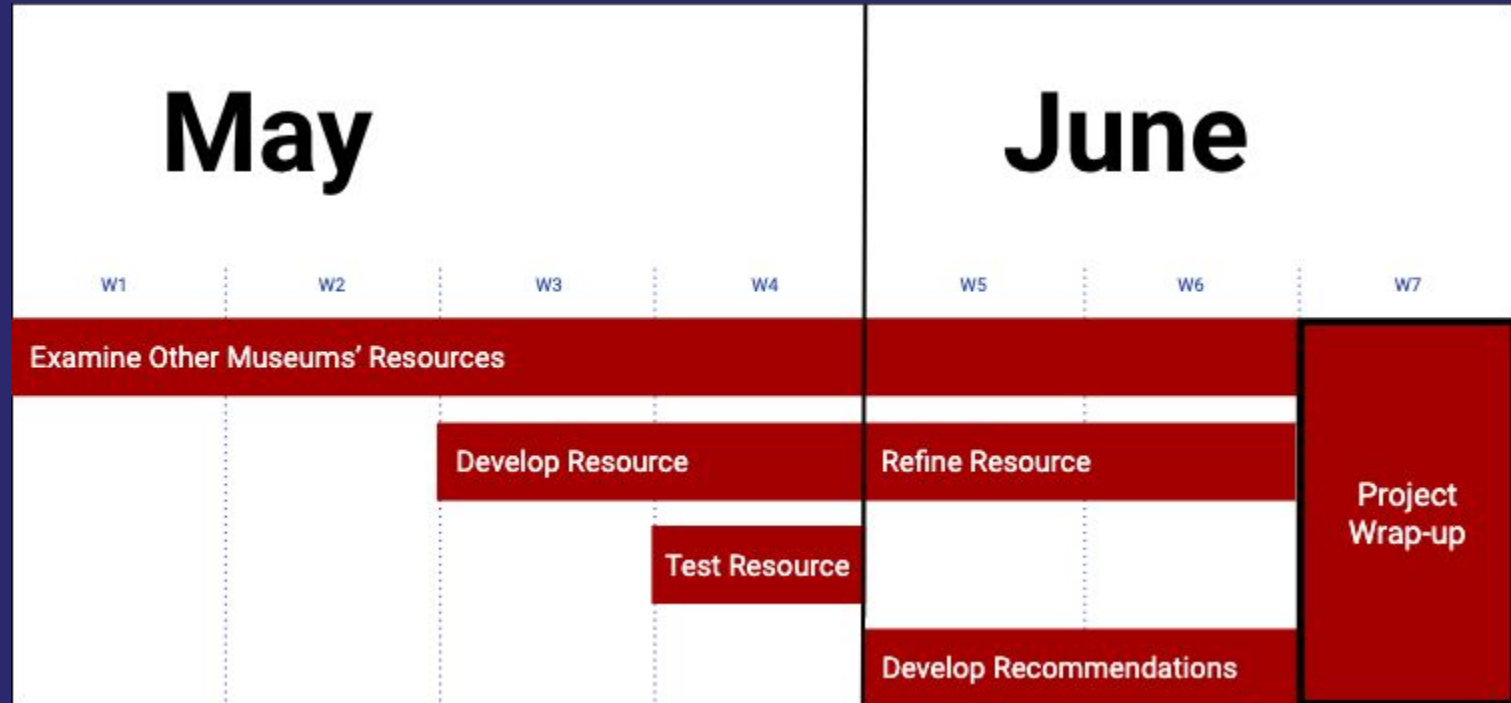 May
June
W1
W2
W3
W4
W5
W6
W7
Examine Other Museums’ Resources
Develop Resource
Refine Resource
Project
Wrap-up
Test Resource
Develop Recommendations